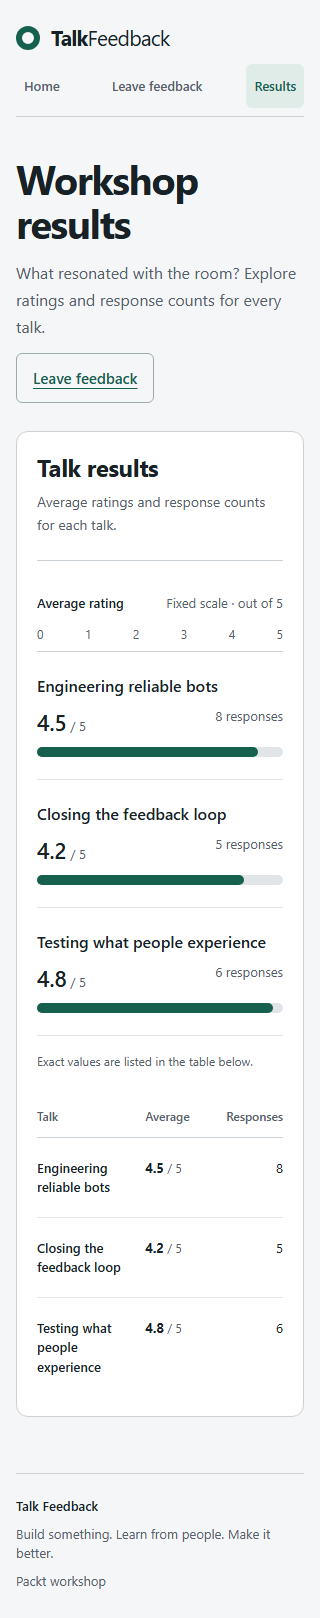 TalkFeedback
Home Leave feedback Results
Workshop
results
What resonated with the room? Explore
ratings and response counts for every
talk.
Leave feedback
Talk results
Average ratings and response counts
for each talk.
Average rating Fixed scale · out of 5
0 1 2 3 4 5
Engineering reliable bots
4.5 / 5 8 responses
Closing the feedback loop
4.2 / 5 5 responses
Testing what people experience
4.8 / 5 6 responses
Exact values are listed in the table below.
Talk Average Responses
Engineering 4.5 / 5 8
reliable bots
Closing the 4.2 / 5 5
feedback loop
Testing what 4.8 / 5 6
people
experience
Talk Feedback
Build something. Learn from people. Make it
better.
Packt workshop